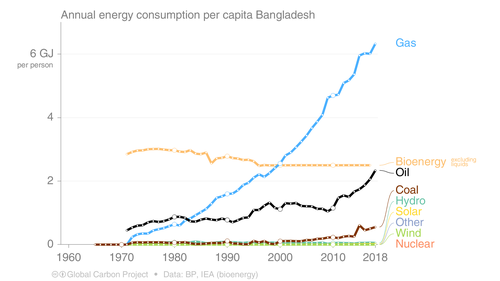 Annual energy consumption per capita Bangladesh
6 GJ
per person
4
2
0
Gas
Bioenergy excluding
liquids
Oil
Coal
Hydro
Solar
Other
Wind
Nuclear
1960 1970 1980 1990 2000 2010 2018
Global Carbon Project • Data: BP, IEA (bioenergy)